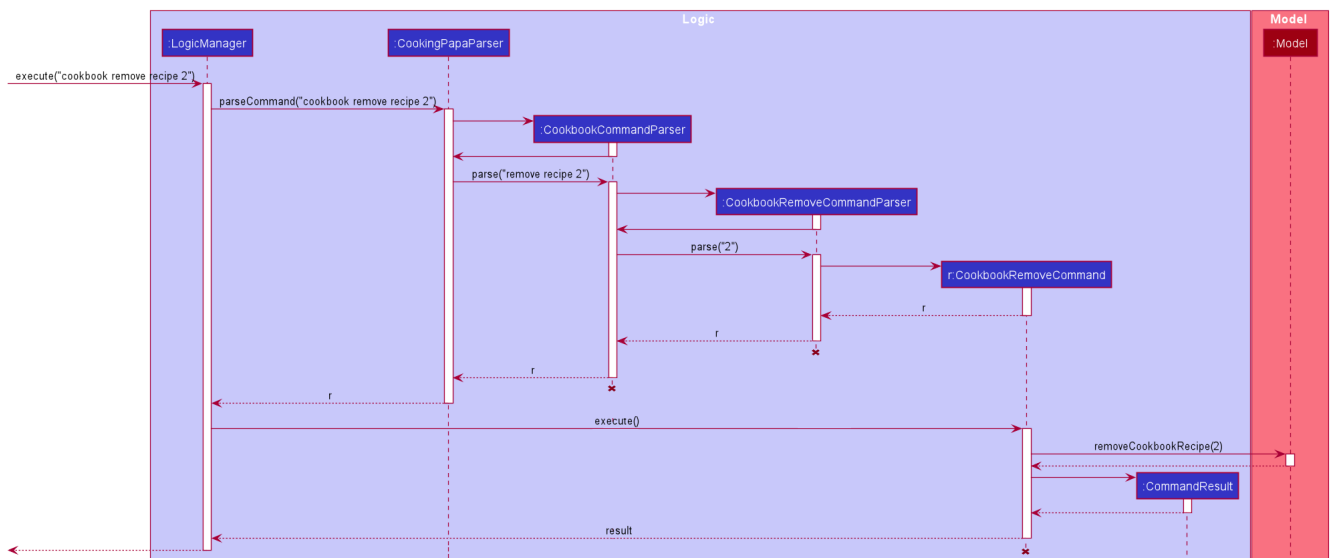 Logic
Model
:LogicManager
:CookingPapaParser
:Model
execute("cookbook remove recipe 2")
parseCommand("cookbook remove recipe 2")
:CookbookCommandParser
parse("remove recipe 2")
:CookbookRemoveCommandParser
parse("2")
r:CookbookRemoveCommand
r
r
r
r
execute()
removeCookbookRecipe(2)
:CommandResult
result